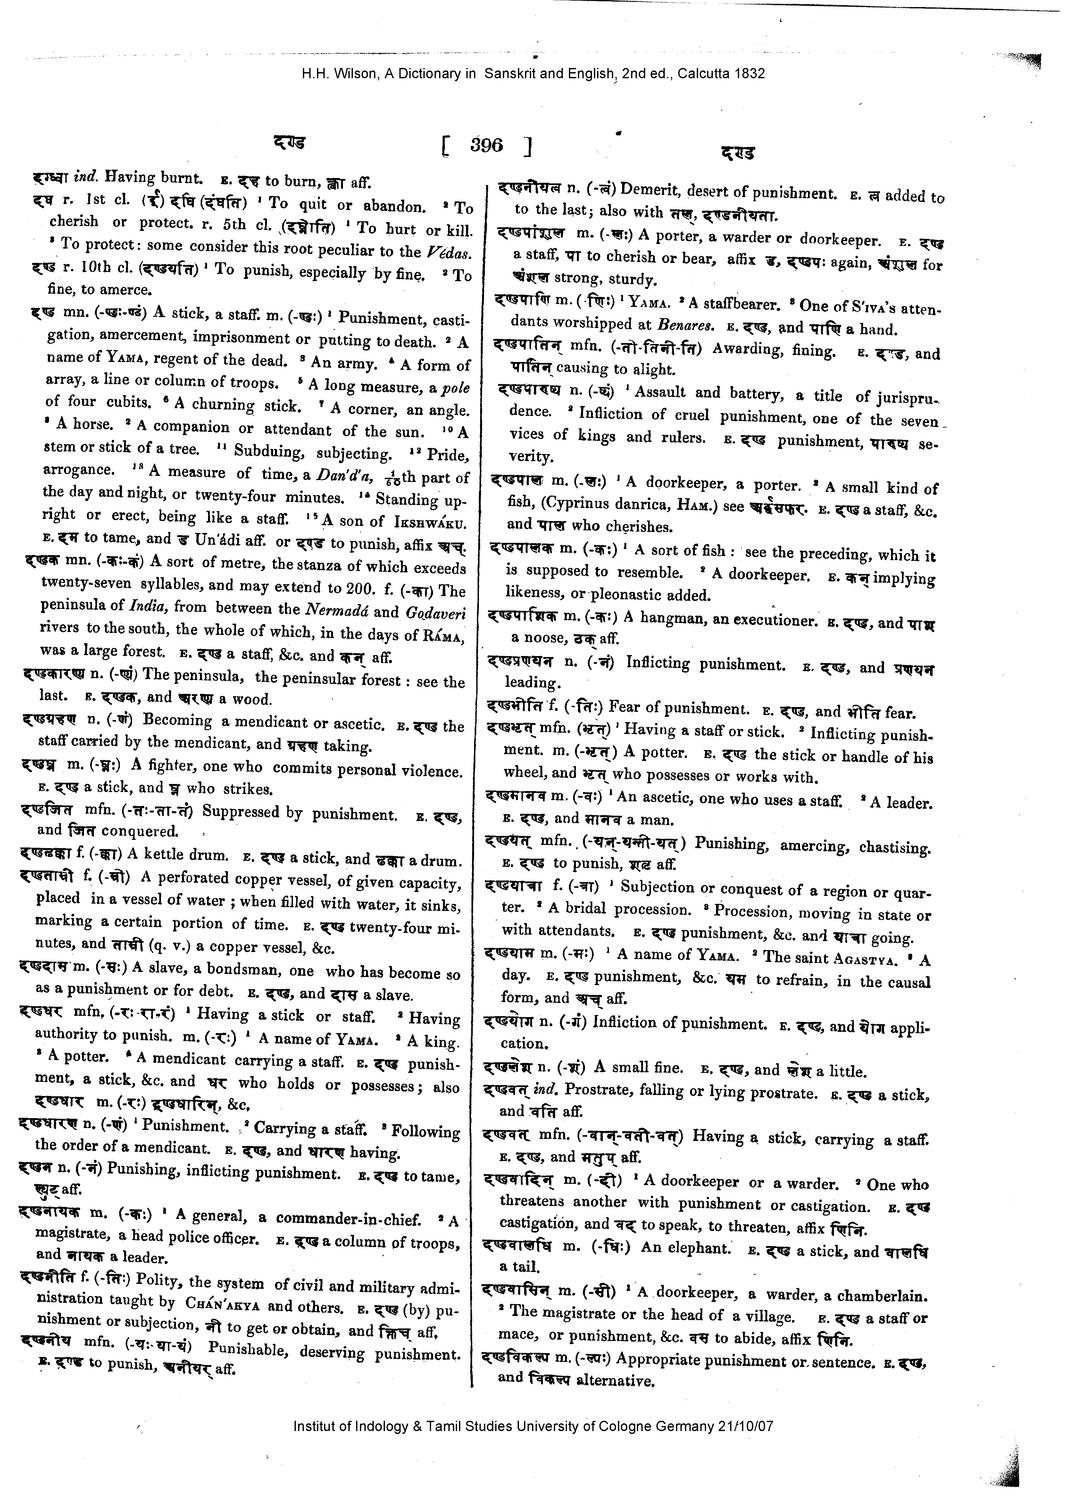 H.H. Wilson, A Dictionary in Sanskrit and English, 2nd ed., Calcutta 1832
दण्ड [ 396 ] दण्ड
दग्ध्वा ind. Having burnt. E. दह to burn, क्त्वा aff.
दघ r. 1st cl. (इ) दघि (दंघति) ¹ To quit or abandon. ² To
cherish or protect. r. 5th cl. (दघ्नोति) ¹ To hurt or kill.
² To protect: some consider this root peculiar to the Védas.
दण्ड r. 10th cl. (दण्डयति) ¹ To punish, especially by fine. ² To
fine, to amerce.
दण्ड mn. (-ण्डः-ण्डं) A stick, a staff. m. (-ण्डः) ¹ Punishment, casti-
gation, amercement, imprisonment or putting to death. ² A
name of YAMA, regent of the dead. ³ An army. ⁴ A form of
array, a line or column of troops. ⁵ A long measure, a pole
of four cubits. ⁶ A churning stick. ⁷ A corner, an angle.
⁸ A horse. ² A companion or attendant of the sun. ¹⁰ A
stem or stick of a tree. ¹¹ Subduing, subjecting. ¹² Pride,
arrogance. ¹³ A measure of time, a Dan'd'a, 1/60th part of
the day and night, or twenty-four minutes. ¹⁴ Standing up-
right or erect, being like a staff. ¹⁵ A son of IKSHWÁKU.
E. दम to tame, and ड Un'ádi aff. or दण्ड to punish, affix अच्.
दण्डक mn. (-कः-कं) A sort of metre, the stanza of which exceeds
twenty-seven syllables, and may extend to 200. f. (-का) The
peninsula of India, from between the Nermadá and Godaveri
rivers to the south, the whole of which, in the days of RÁMA,
was a large forest. E. दण्ड a staff, &c. and कन् aff.
दण्डकारण्य n. (-ण्यं) The peninsula, the peninsular forest : see the
last. E. दण्डक, and अरण्य a wood.
दण्डग्रहण n. (-णं) Becoming a mendicant or ascetic. E. दण्ड the
staff carried by the mendicant, and ग्रहण taking.
दण्डघ्न m. (-घ्नः) A fighter, one who commits personal violence.
E. दण्ड a stick, and घ्न who strikes.
दण्डजित mfn. (-तः-ता-तं) Suppressed by punishment. E. दण्ड,
and जित conquered.
दण्डढक्का f. (-क्का) A kettle drum. E. दण्ड a stick, and ढक्का a drum.
दण्डताम्री f. (-म्री) A perforated copper vessel, of given capacity,
placed in a vessel of water ; when filled with water, it sinks,
marking a certain portion of time. E. दण्ड twenty-four mi-
nutes, and ताम्री (q. v.) a copper vessel, &c.
दण्डदास m. (-सः) A slave, a bondsman, one who has become so
as a punishment or for debt. E. दण्ड, and दास a slave.
दण्डधर mfn. (-रः-रा-रं) ¹ Having a stick or staff. ² Having
authority to punish. m. (-रः) ¹ A name of YAMA. ² A king.
³ A potter. ⁴ A mendicant carrying a staff. E. दण्ड punish-
ment, a stick, &c. and धर who holds or possesses; also
दण्डधार m. (-रः) दण्डधारिन्, &c.
दण्डधारण n. (-णं) ¹ Punishment. ² Carrying a staff. ³ Following
the order of a mendicant. E. दण्ड, and धारण having.
दण्डन n. (-नं) Punishing, inflicting punishment. E. दण्ड to tame,
ल्युट् aff.
दण्डनायक m. (-कः) ¹ A general, a commander-in-chief. ² A
magistrate, a head police officer. E. दण्ड a column of troops,
and नायक a leader.
दण्डनीति f. (-तिः) Polity, the system of civil and military admi-
nistration taught by CHÁN'AKYA and others. E. दण्ड (by) pu-
nishment or subjection, नी to get or obtain, and क्तिच् aff,
दण्डनीय mfn. (-यः-या-यं) Punishable, deserving punishment.
E. दण्ड to punish, अनीयर् aff.
दण्डनीयत्व n. (-त्वं) Demerit, desert of punishment. E. त्व added to
to the last; also with तल्, दण्डनीयता.
दण्डपांशुल m. (-लः) A porter, a warder or doorkeeper. E. दण्ड
a staff, पा to cherish or bear, affix ड, दण्डपः again, अंशुल for
अंशल strong, sturdy.
दण्डपाणि m. (-णिः) ¹ YAMA. ² A staffbearer. ³ One of S'IVA's atten-
dants worshipped at Benares. E. दण्ड, and पाणि a hand.
दण्डपातिन् mfn. (-ती-तिनी-ति) Awarding, fining. E. दण्ड, and
पातिन् causing to alight.
दण्डपारुष्य n. (-ष्यं) ¹ Assault and battery, a title of jurispru-
dence. ² Infliction of cruel punishment, one of the seven
vices of kings and rulers. E. दण्ड punishment, पारुष्य se-
verity.
दण्डपाल m. (-लः) ¹ A doorkeeper, a porter. ² A small kind of
fish, (Cyprinus danrica, HAM.) see अर्द्धसफर. E. दण्ड a staff, &c.
and पाल who cherishes.
दण्डपालक m. (-कः) ¹ A sort of fish : see the preceding, which it
is supposed to resemble. ² A doorkeeper. E. कन् implying
likeness, or pleonastic added.
दण्डपाशिक m. (-कः) A hangman, an executioner. E. दण्ड, and पाश
a noose, ठक् aff.
दण्डप्रणयन n. (-नं) Inflicting punishment. E. दण्ड, and प्रणयन
leading.
दण्डभीति f. (-तिः) Fear of punishment. E. दण्ड, and भीति fear.
दण्डभृत् mfn. (भृत्) ¹ Having a staff or stick. ² Inflicting punish-
ment. m. (-भृत्) A potter. E. दण्ड the stick or handle of his
wheel, and भृत् who possesses or works with.
दण्डमानव m. (-वः) ¹ An ascetic, one who uses a staff. ² A leader.
E. दण्ड, and मानव a man.
दण्डयत् mfn. (-यन्-यन्ती-यत्) Punishing, amercing, chastising.
E. दण्ड to punish, शतृ aff.
दण्डयात्रा f. (-त्रा) ¹ Subjection or conquest of a region or quar-
ter. ² A bridal procession. ³ Procession, moving in state or
with attendants. E. दण्ड punishment, &c. and यात्रा going.
दण्डयाम m. (-मः) ¹ A name of YAMA. ² The saint AGASTYA. ³ A
day. E. दण्ड punishment, &c. यम to refrain, in the causal
form, and अच् aff.
दण्डयोग n. (-गं) Infliction of punishment. E. दण्ड, and योग appli-
cation.
दण्डलेश n. (-शं) A small fine. E. दण्ड, and लेश a little.
दण्डवत् ind. Prostrate, falling or lying prostrate. E. दण्ड a stick,
and वति aff.
दण्डवत् mfn. (-वान्-वती-वत्) Having a stick, carrying a staff.
E. दण्ड, and मतुप् aff.
दण्डवादिन् m. (-दी) ¹ A doorkeeper or a warder. ² One who
threatens another with punishment or castigation. E. दण्ड
castigation, and वद to speak, to threaten, affix णिनि.
दण्डवालधि m. (-धिः) An elephant. E. दण्ड a stick, and वालधि
a tail.
दण्डवासिन् m. (-सी) ¹ A doorkeeper, a warder, a chamberlain.
² The magistrate or the head of a village. E. दण्ड a staff or
mace, or punishment, &c. वस to abide, affix णिनि.
दण्डविकल्प m. (-ल्पः) Appropriate punishment or sentence. E. दण्ड,
and विकल्प alternative.
Institut of Indology & Tamil Studies University of Cologne Germany 21/10/07